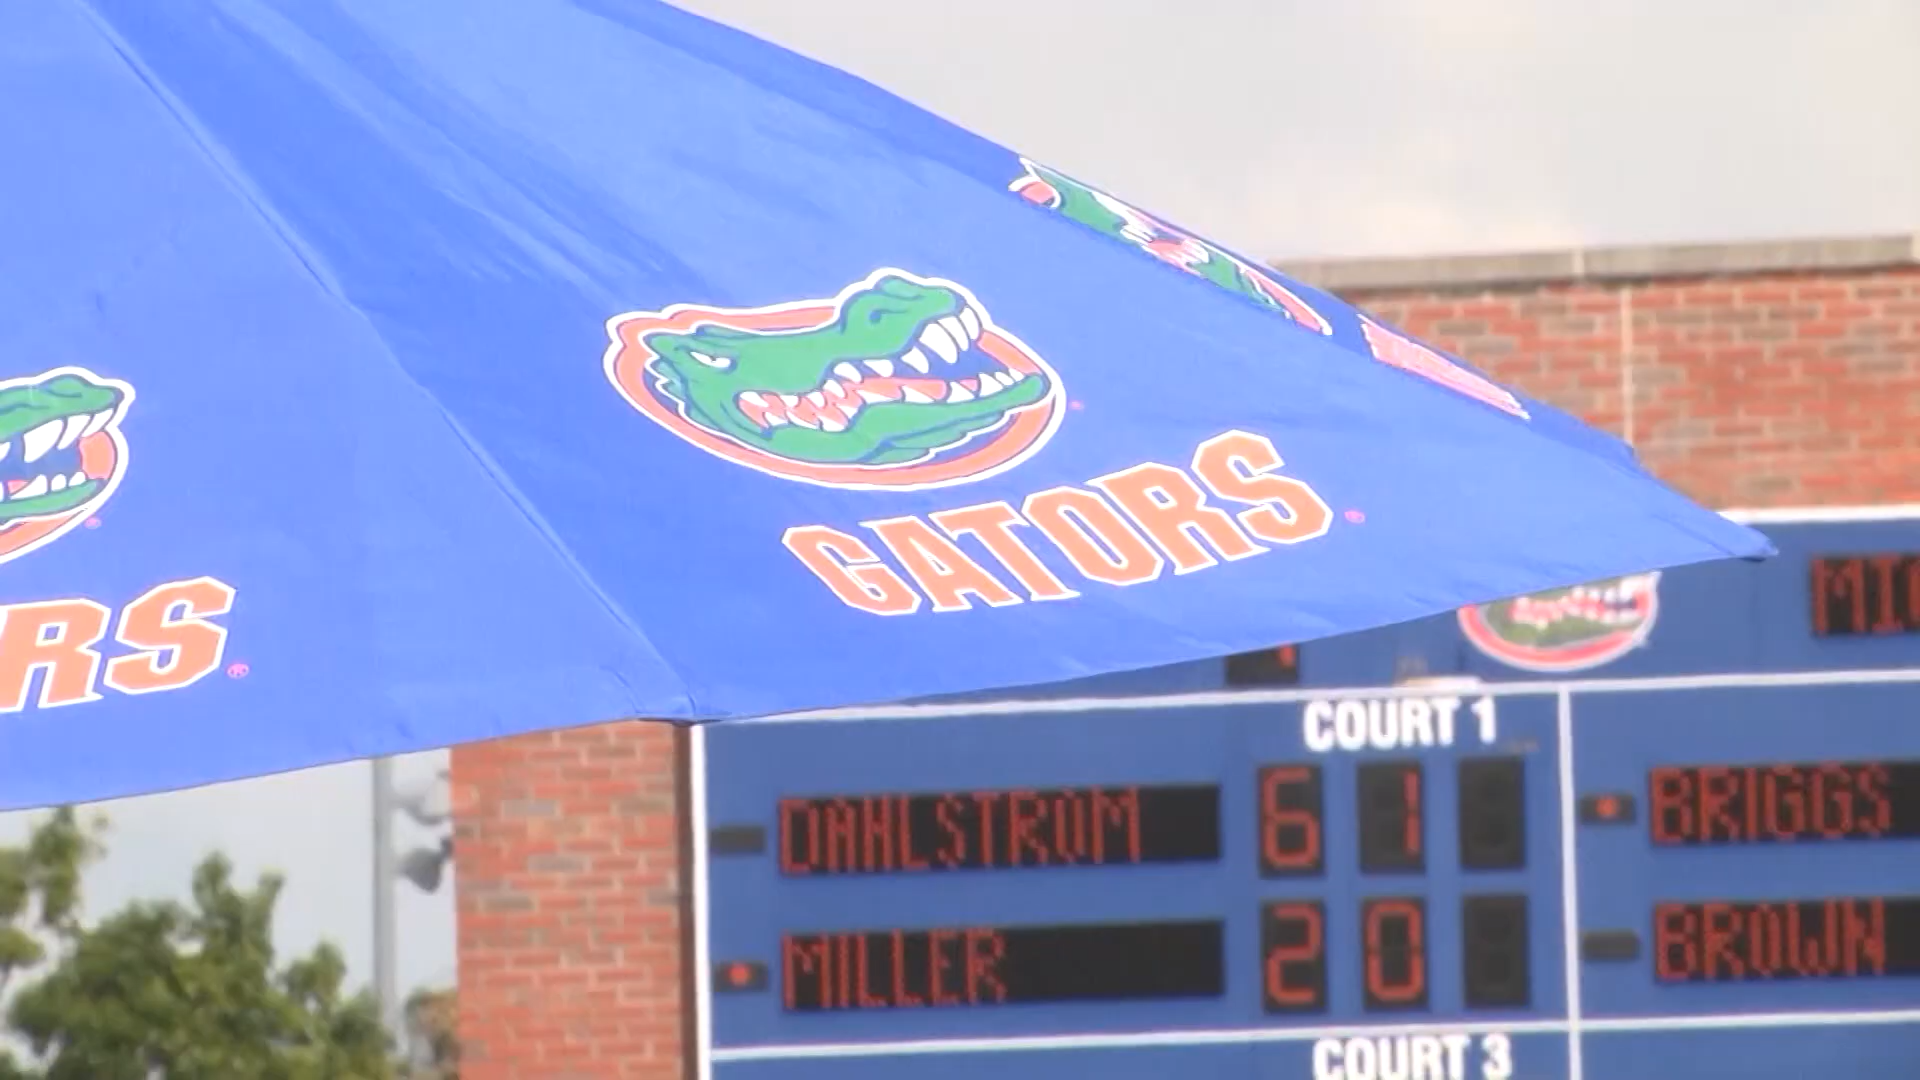 GATORS
RS
COURT 1
DAHLSTROM 6 1
MILLER 2 0
BRIGGS
BROWN
COURT 3